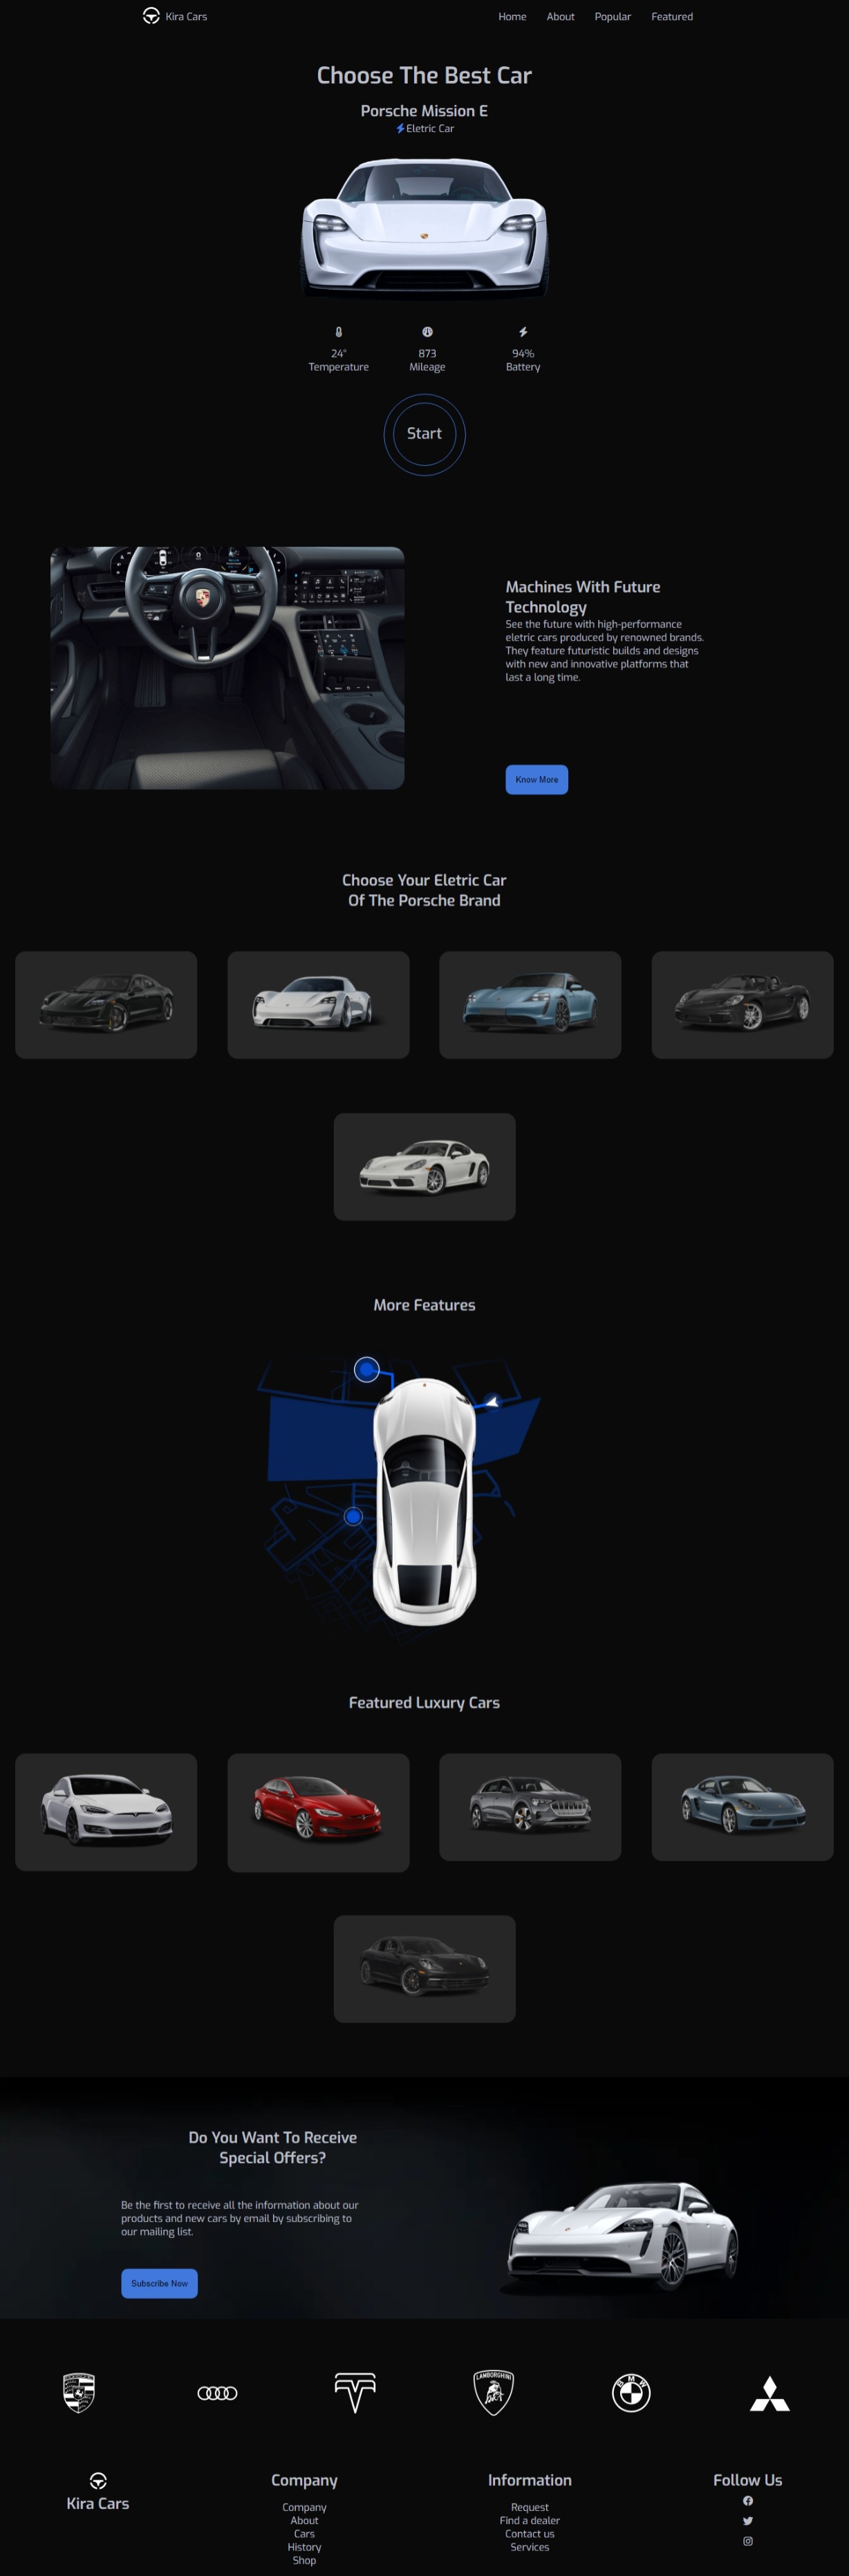 Kira Cars
Home About Popular Featured
Choose The Best Car
Porsche Mission E
Eletric Car
24° 873 94%
Temperature Mileage Battery
Start
Machines With Future
Technology
See the future with high-performance
eletric cars produced by renowned brands.
They feature futuristic builds and designs
with new and innovative platforms that
last a long time.
Know More
Choose Your Eletric Car
Of The Porsche Brand
More Features
Featured Luxury Cars
Do You Want To Receive
Special Offers?
Be the first to receive all the information about our
products and new cars by email by subscribing to
our mailing list.
Subscribe Now
LAMBORGHINI
BMW
Kira Cars
Company
Company
About
Cars
History
Shop
Information
Request
Find a dealer
Contact us
Services
Follow Us